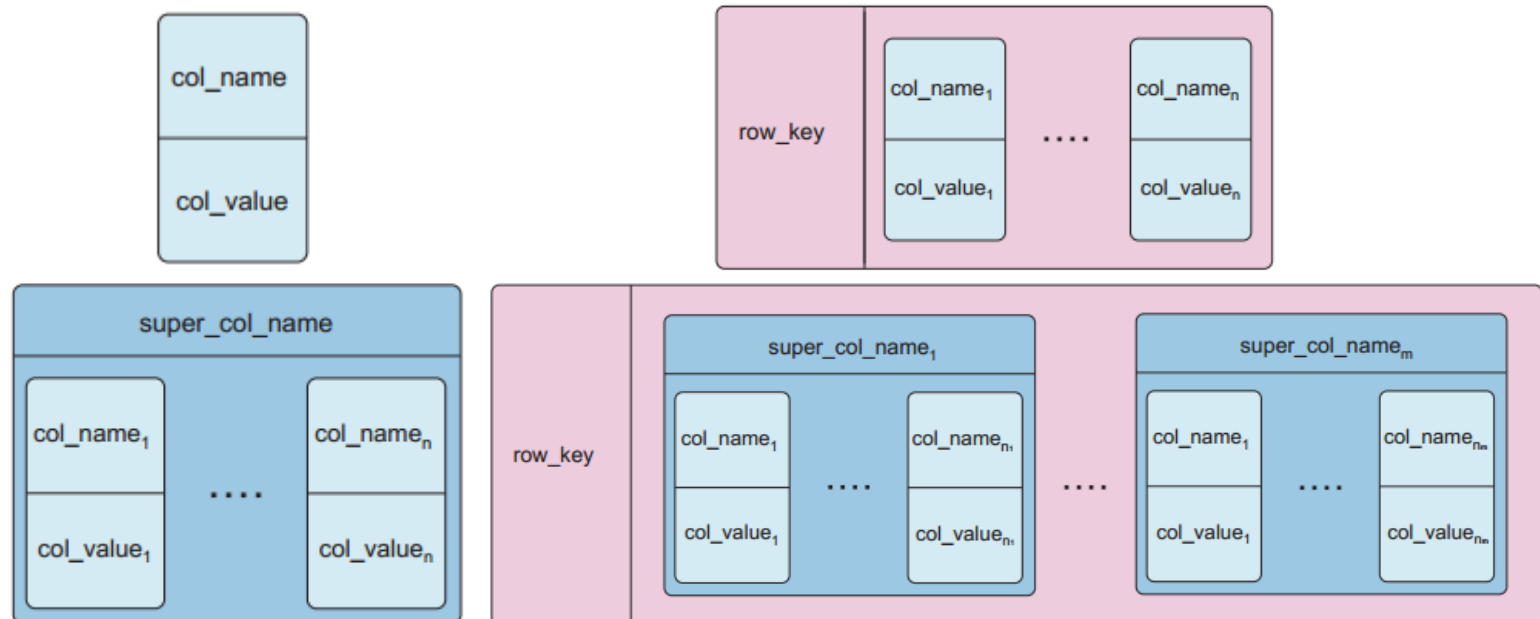 col_name
col_value
row_key
col_name₁
....
col_nameₙ
col_value₁
col_valueₙ
super_col_name
col_name₁
....
col_nameₙ
col_value₁
col_valueₙ
row_key
super_col_name₁
col_name₁
....
col_nameₙ₁
col_value₁
col_valueₙ₁
....
super_col_nameₘ
col_name₁
....
col_nameₙₘ
col_value₁
col_valueₙₘ